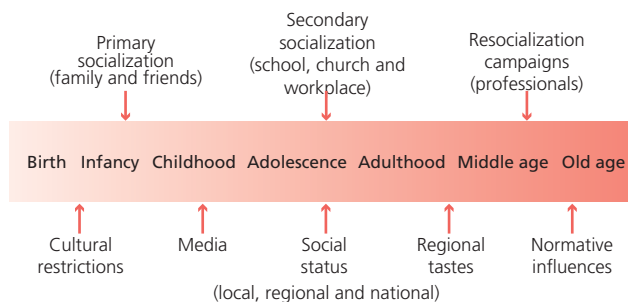 Primary
socialization
(family and friends)
Secondary
socialization
(school, church and
workplace)
Resocialization
campaigns
(professionals)
Birth Infancy Childhood Adolescence Adulthood Middle age Old age
Cultural
restrictions
Media
Social
status
Regional
tastes
Normative
influences
(local, regional and national)